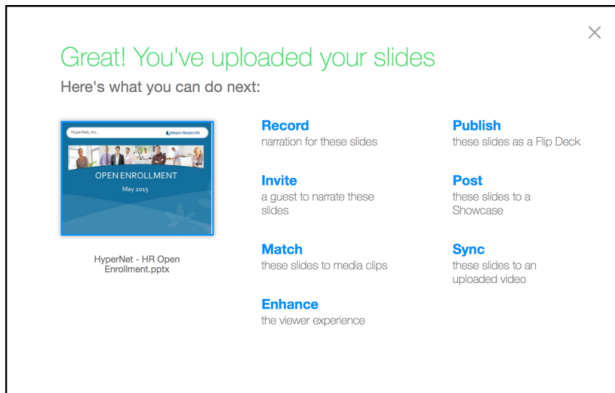 Great! You've uploaded your slides
Here's what you can do next:
HyperNet, Inc.
OPEN ENROLLMENT
May 2015
HyperNet - HR Open
Enrollment.pptx
Record
narration for these slides
Invite
a guest to narrate these
slides
Match
these slides to media clips
Enhance
the viewer experience
Publish
these slides as a Flip Deck
Post
these slides to a
Showcase
Sync
these slides to an
uploaded video